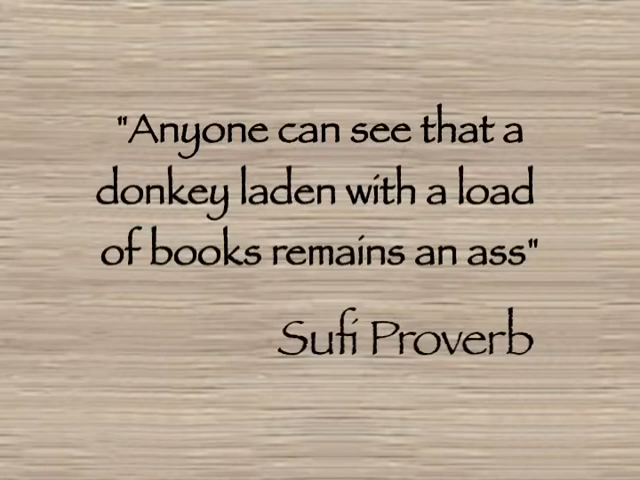 "Anyone can see that a
donkey laden with a load
of books remains an ass"
Sufi Proverb